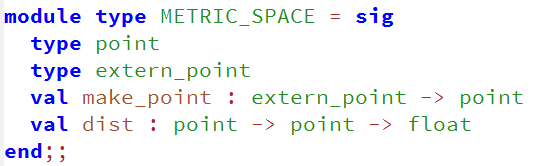 module type METRIC_SPACE = sig
  type point
  type extern_point
  val make_point : extern_point -> point
  val dist : point -> point -> float
end;;